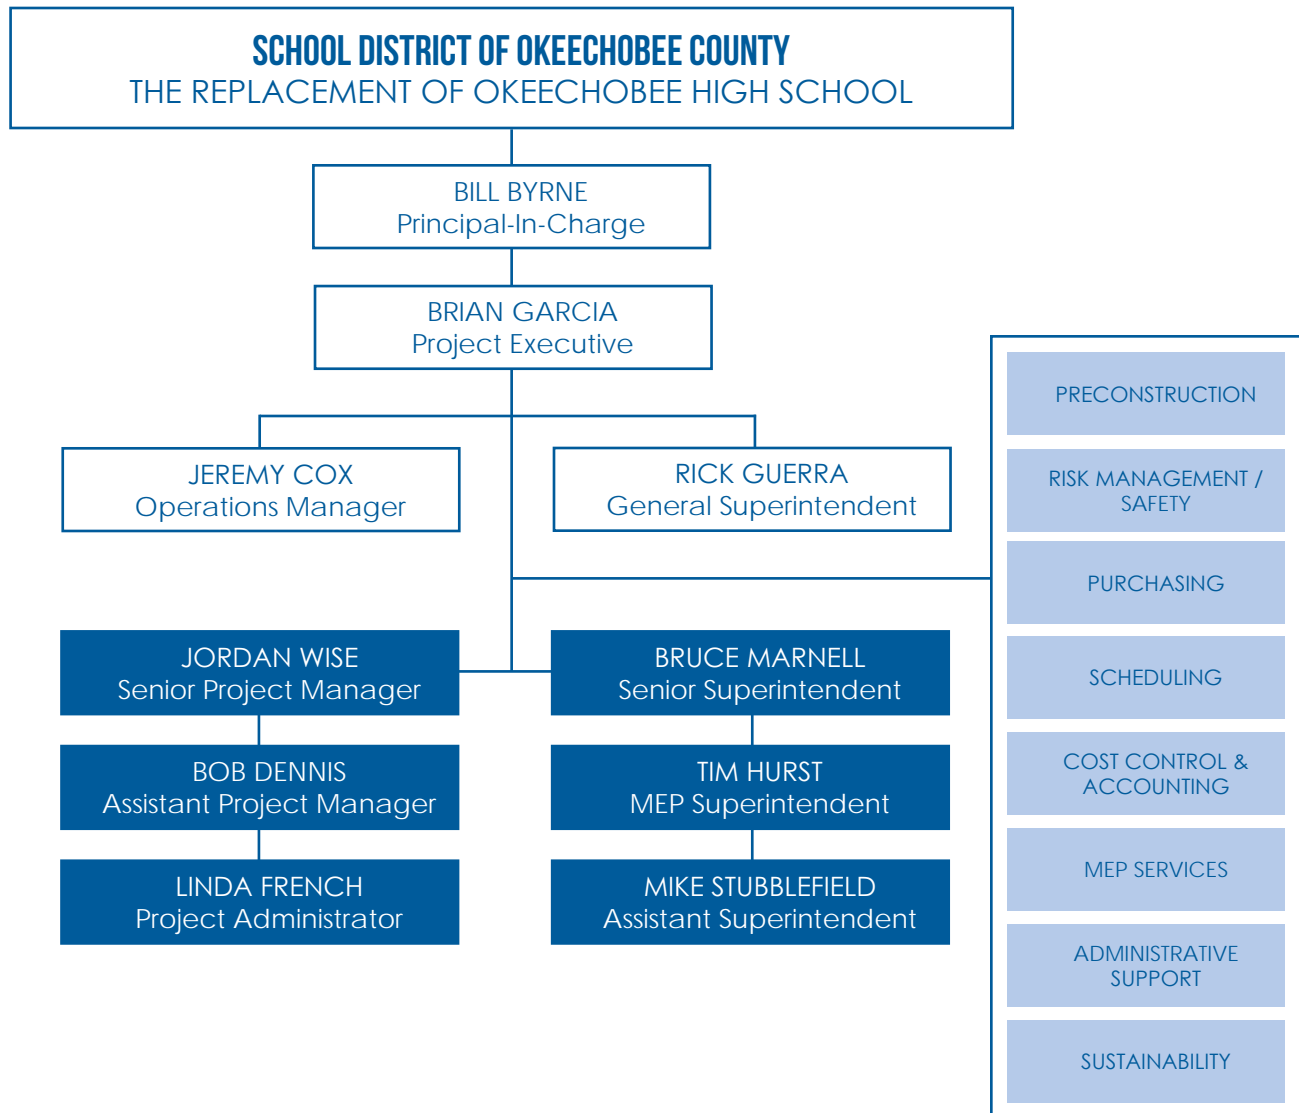 SCHOOL DISTRICT OF OKEECHOBEE COUNTY
THE REPLACEMENT OF OKEECHOBEE HIGH SCHOOL
BILL BYRNE
Principal-In-Charge
BRIAN GARCIA
Project Executive
JEREMY COX
Operations Manager
RICK GUERRA
General Superintendent
JORDAN WISE
Senior Project Manager
BOB DENNIS
Assistant Project Manager
LINDA FRENCH
Project Administrator
BRUCE MARNELL
Senior Superintendent
TIM HURST
MEP Superintendent
MIKE STUBBLEFIELD
Assistant Superintendent
PRECONSTRUCTION
RISK MANAGEMENT /
SAFETY
PURCHASING
SCHEDULING
COST CONTROL &
ACCOUNTING
MEP SERVICES
ADMINISTRATIVE
SUPPORT
SUSTAINABILITY